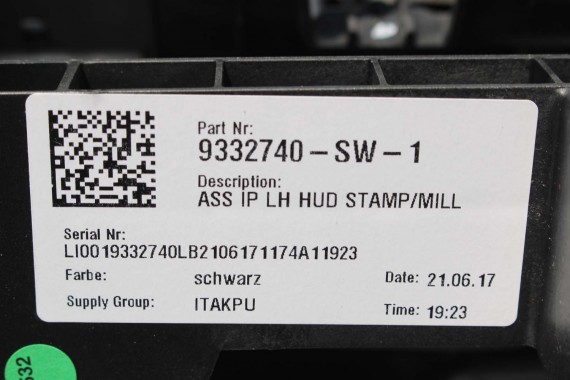 Part Nr:
9332740-SW-1
Description:
ASS IP LH HUD STAMP/MILL
Serial Nr:
LI0019332740LB2106171174A11923
Farbe: schwarz Date: 21.06.17
Supply Group: ITAKPU Time: 19:23